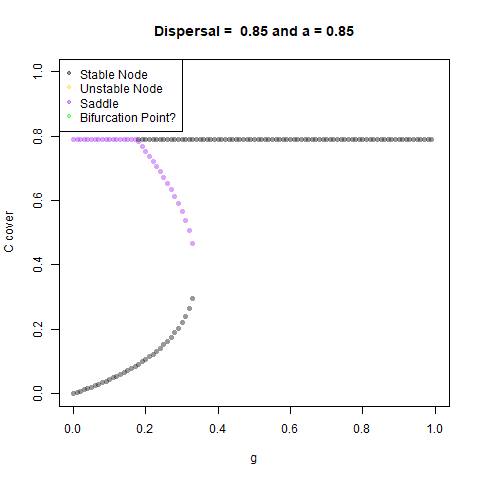 Dispersal =  0.85 and a = 0.85
Stable Node
Unstable Node
Saddle
Bifurcation Point?
C cover
1.0
0.8
0.6
0.4
0.2
0.0
0.0 0.2 0.4 0.6 0.8 1.0
g